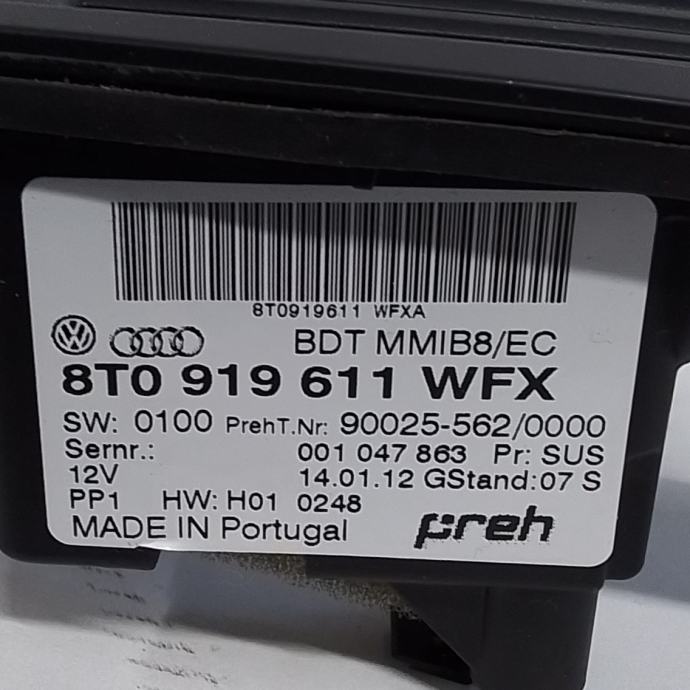 8T0919611 WFXA
BDT MMIB8/EC
8T0 919 611 WFX
SW: 0100 PrehT.Nr: 90025-562/0000
Sernr.: 001 047 863 Pr: SUS
12V 14.01.12 GStand: 07 S
PP1 HW: H01 0248
MADE IN Portugal preh